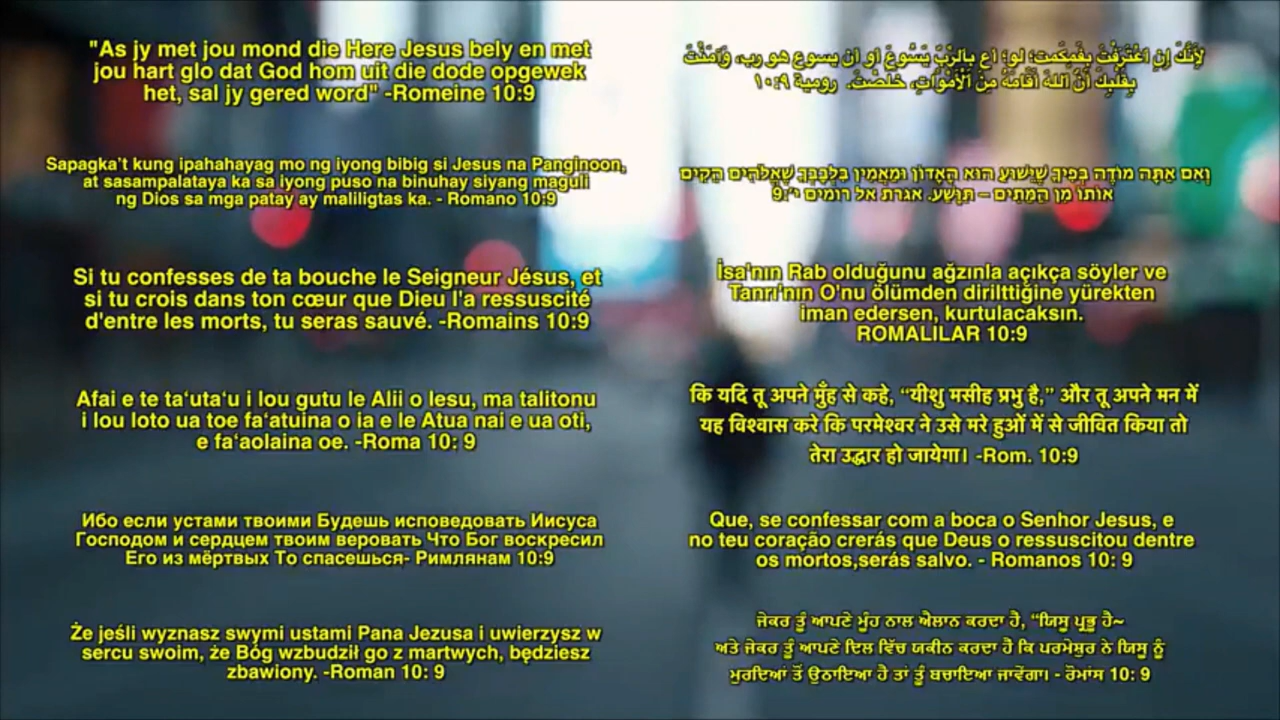 "As jy met jou mond die Here Jesus bely en met
jou hart glo dat God hom uit die dode opgewek
het, sal jy gered word" -Romeine 10:9
Sapagka't kung ipahahayag mo ng iyong bibig si Jesus na Panginoon,
at sasampalataya ka sa iyong puso na binuhay siyang maguli
ng Dios sa mga patay ay maliligtas ka. - Romano 10:9
Si tu confesses de ta bouche le Seigneur Jésus, et
si tu crois dans ton cœur que Dieu l'a ressuscité
d'entre les morts, tu seras sauvé. -Romains 10:9
Afai e te ta‘uta‘u i lou gutu le Alii o Iesu, ma talitonu
i lou loto ua toe fa‘atuina o ia e le Atua nai e ua oti,
e fa‘aolaina oe. -Roma 10: 9
Ибо если устами твоими Будешь исповедовать Иисуса
Господом и сердцем твоим веровать Что Бог воскресил
Его из мёртвых То спасешься- Римлянам 10:9
Że jeśli wyznasz swymi ustami Pana Jezusa i uwierzysz w
sercu swoim, że Bóg wzbudził go z martwych, będziesz
zbawiony. -Roman 10: 9
لِأَنَّكَ إِنِ اعْتَرَفْتَ بِالرَّبِّ يَسُوعَ أو أن يسوع هو رب، وَآمَنْتَ
بِقَلْبِكَ أَنَّ ٱللهَ أَقَامَهُ مِنَ ٱلْأَمْوَاتِ، خَلَصْتَ. رومية ١٠:٩
וְאִם אַתָּה מוֹדֶה בְּפִיךָ שֶׁיֵּשׁוּעַ הוּא הָאָדוֹן וּמַאֲמִין בִּלְבָבְךָ שֶׁאֱלֹהִים הֵקִים
אוֹתוֹ מִן הַמֵּתִים – תִּוָּשַׁע. אגרת אל רומים י׳:9
İsa'nın Rab olduğunu ağzınla açıkça söyler ve
Tanrı'nın O'nu ölümden dirilttiğine yürekten
iman edersen, kurtulacaksın.
ROMALILAR 10:9
कि यदि तू अपने मुँह से कहे, “यीशु मसीह प्रभु है,” और तू अपने मन में
यह विश्वास करे कि परमेश्वर ने उसे मरे हुओं में से जीवित किया तो
तेरा उद्धार हो जायेगा। -Rom. 10:9
Que, se confessar com a boca o Senhor Jesus, e
no teu coração crerás que Deus o ressuscitou dentre
os mortos,serás salvo. - Romanos 10: 9
ਜੇਕਰ ਤੂੰ ਆਪਣੇ ਮੂੰਹ ਨਾਲ ਐਲਾਨ ਕਰਦਾ ਹੈ, “ਯਿਸੂ ਪ੍ਰਭੂ ਹੈ~
ਅਤੇ ਜੇਕਰ ਤੂੰ ਆਪਣੇ ਦਿਲ ਵਿੱਚ ਯਕੀਨ ਕਰਦਾ ਹੈਂ ਕਿ ਪਰਮੇਸ਼ੁਰ ਨੇ ਯਿਸੂ ਨੂੰ
ਮੁਰਦਿਆਂ ਤੋਂ ਉਠਾਇਆ ਹੈ ਤਾਂ ਤੂੰ ਬਚਾਇਆ ਜਾਵੇਂਗਾ। - ਰੋਮਾਂਸ 10: 9